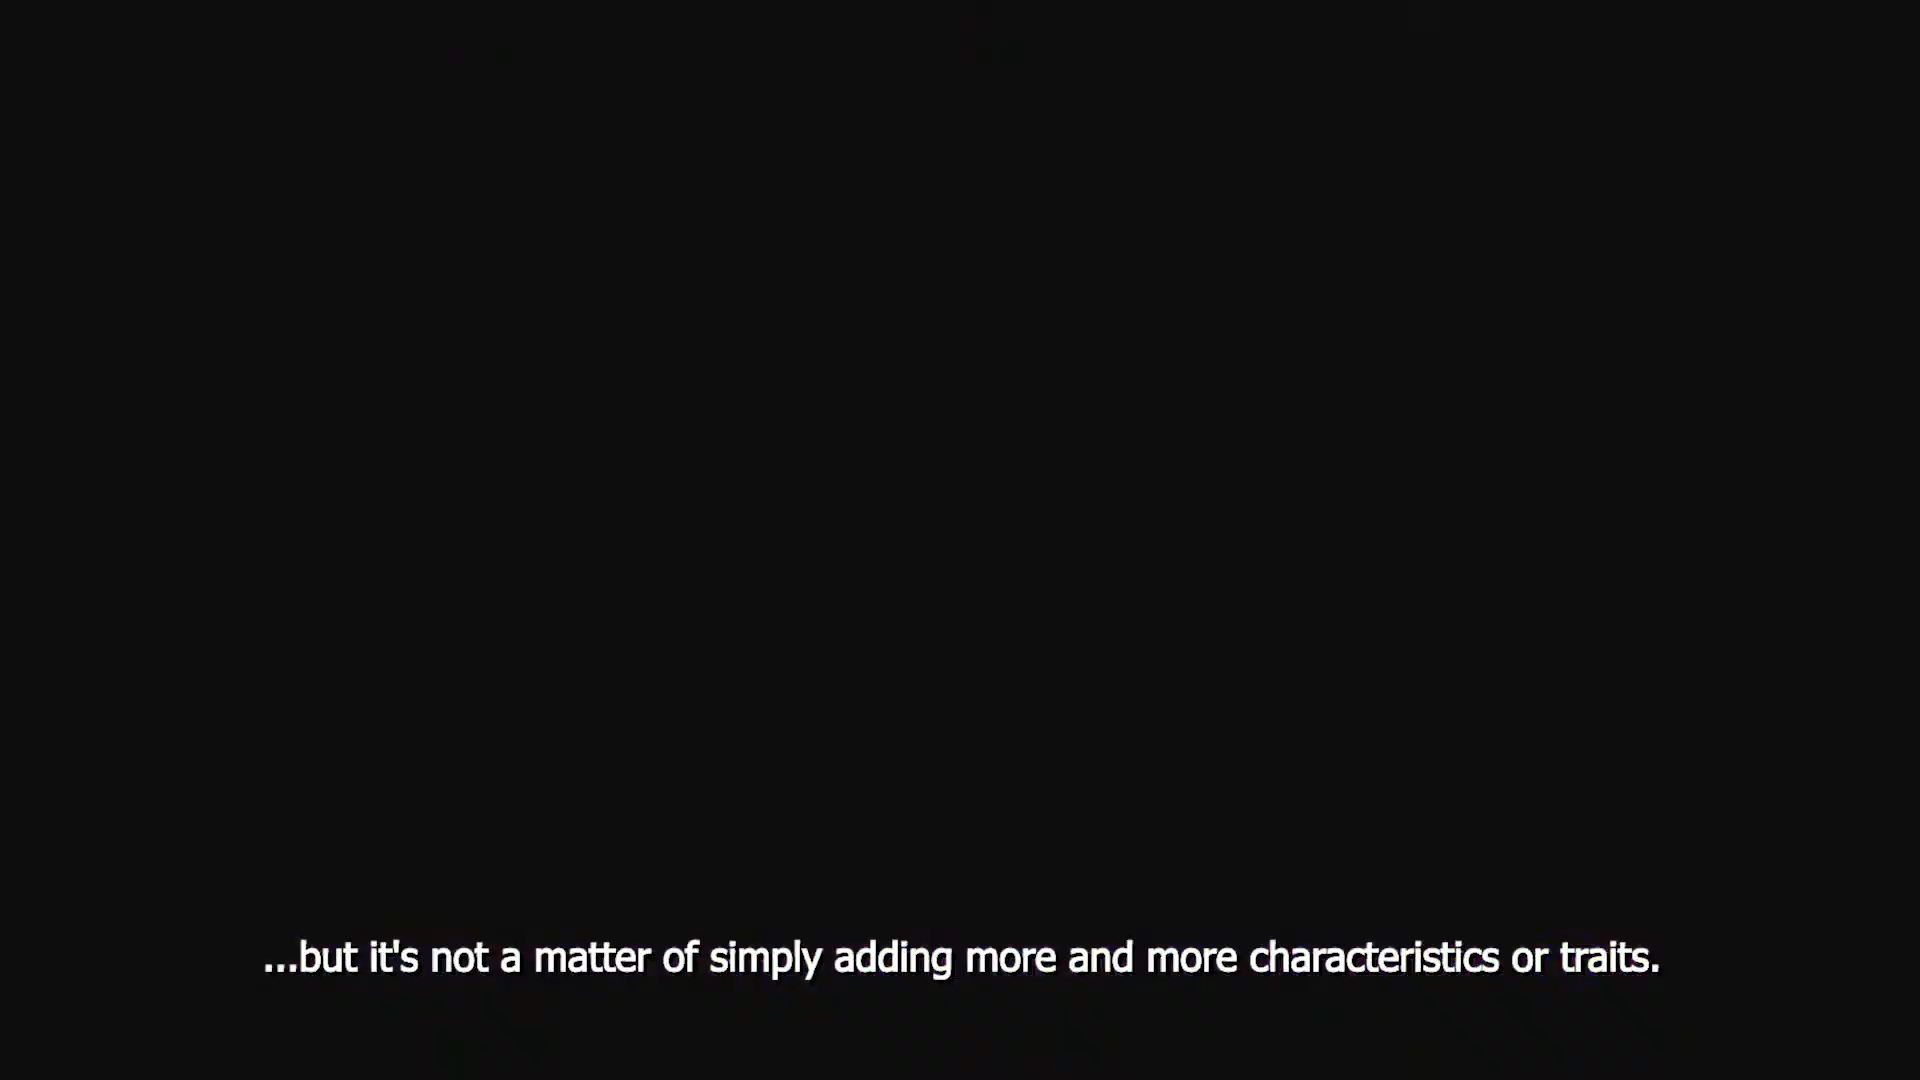 ...but it's not a matter of simply adding more and more characteristics or traits.